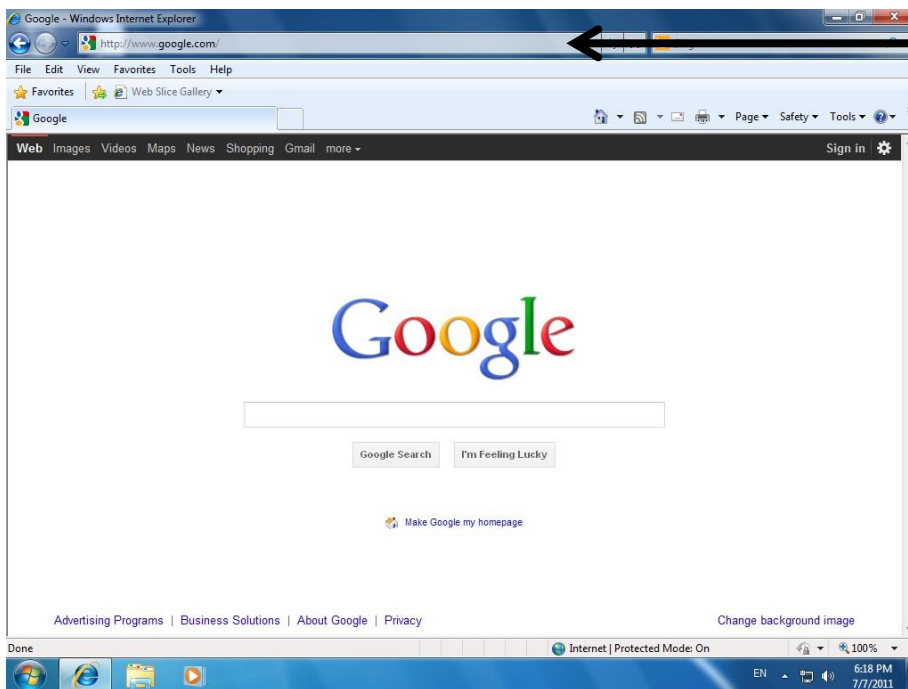 Google - Windows Internet Explorer
http://www.google.com/
File Edit View Favorites Tools Help
Favorites Web Slice Gallery
Google Page Safety Tools
Web Images Videos Maps News Shopping Gmail more Sign in
Google
Google Search I'm Feeling Lucky
Make Google my homepage
Advertising Programs | Business Solutions | About Google | Privacy Change background image
Done Internet | Protected Mode: On 100%
EN 6:18 PM
7/7/2011